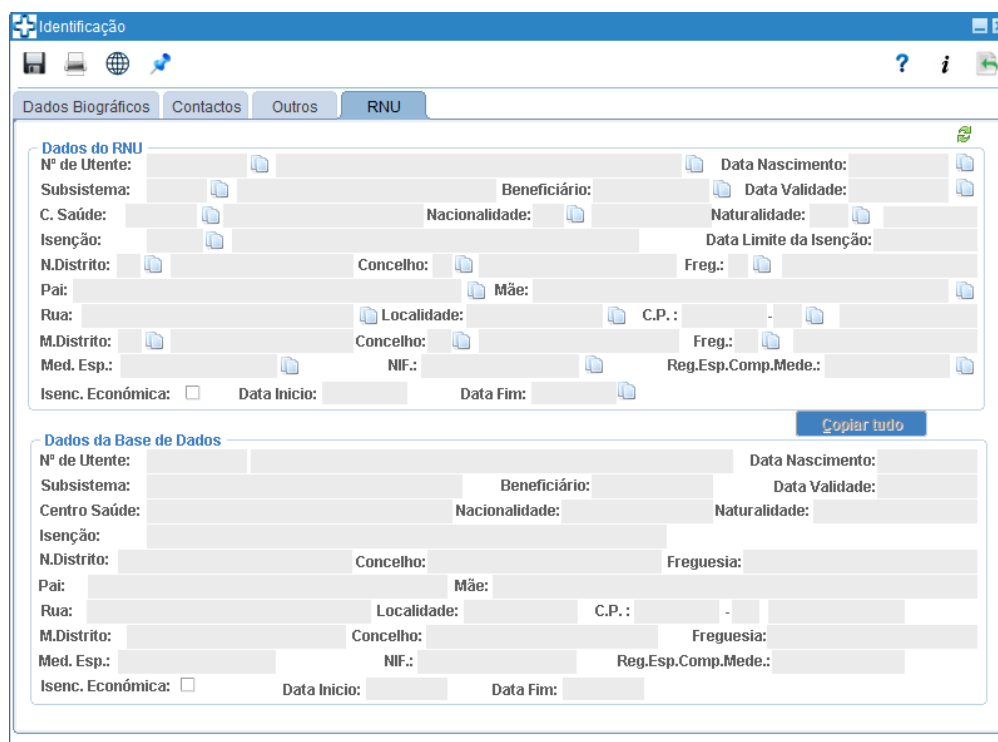 Identificação
? i
Dados Biográficos Contactos Outros RNU
Dados do RNU
Nº de Utente: Data Nascimento:
Subsistema: Beneficiário: Data Validade:
C. Saúde: Nacionalidade: Naturalidade:
Isenção: Data Limite da Isenção:
N.Distrito: Concelho: Freg.:
Pai: Mãe:
Rua: Localidade: C.P. : -
M.Distrito: Concelho: Freg.:
Med. Esp.: NIF.: Reg.Esp.Comp.Mede.:
Isenc. Económica: Data Inicio: Data Fim:
Copiar tudo
Dados da Base de Dados
Nº de Utente: Data Nascimento:
Subsistema: Beneficiário: Data Validade:
Centro Saúde: Nacionalidade: Naturalidade:
Isenção:
N.Distrito: Concelho: Freguesia:
Pai: Mãe:
Rua: Localidade: C.P. : -
M.Distrito: Concelho: Freguesia:
Med. Esp.: NIF.: Reg.Esp.Comp.Mede.:
Isenc. Económica: Data Inicio: Data Fim: